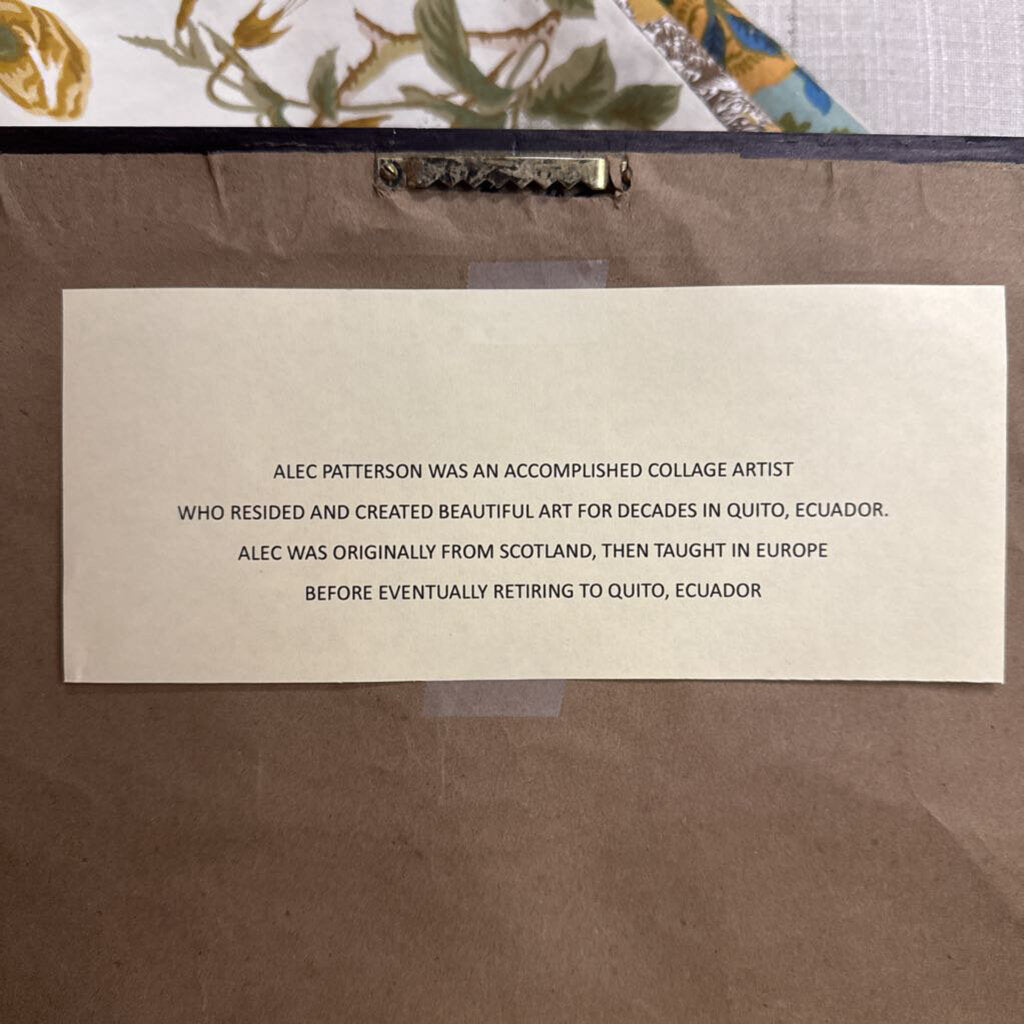 ALEC PATTERSON WAS AN ACCOMPLISHED COLLAGE ARTIST
WHO RESIDED AND CREATED BEAUTIFUL ART FOR DECADES IN QUITO, ECUADOR.
ALEC WAS ORIGINALLY FROM SCOTLAND, THEN TAUGHT IN EUROPE
BEFORE EVENTUALLY RETIRING TO QUITO, ECUADOR